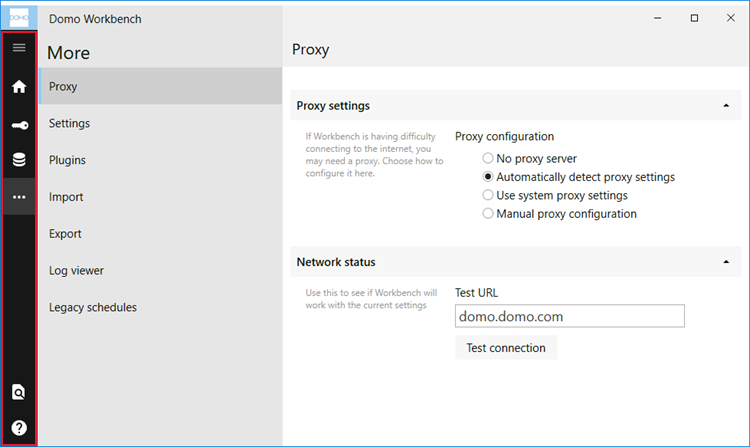 DOMO
Domo Workbench
More
Proxy
Settings
Plugins
Import
Export
Log viewer
Legacy schedules
Proxy
Proxy settings
If Workbench is having difficulty
connecting to the internet, you
may need a proxy. Choose how to
configure it here.
Proxy configuration
No proxy server
Automatically detect proxy settings
Use system proxy settings
Manual proxy configuration
Network status
Use this to see if Workbench will
work with the current settings
Test URL
domo.domo.com
Test connection